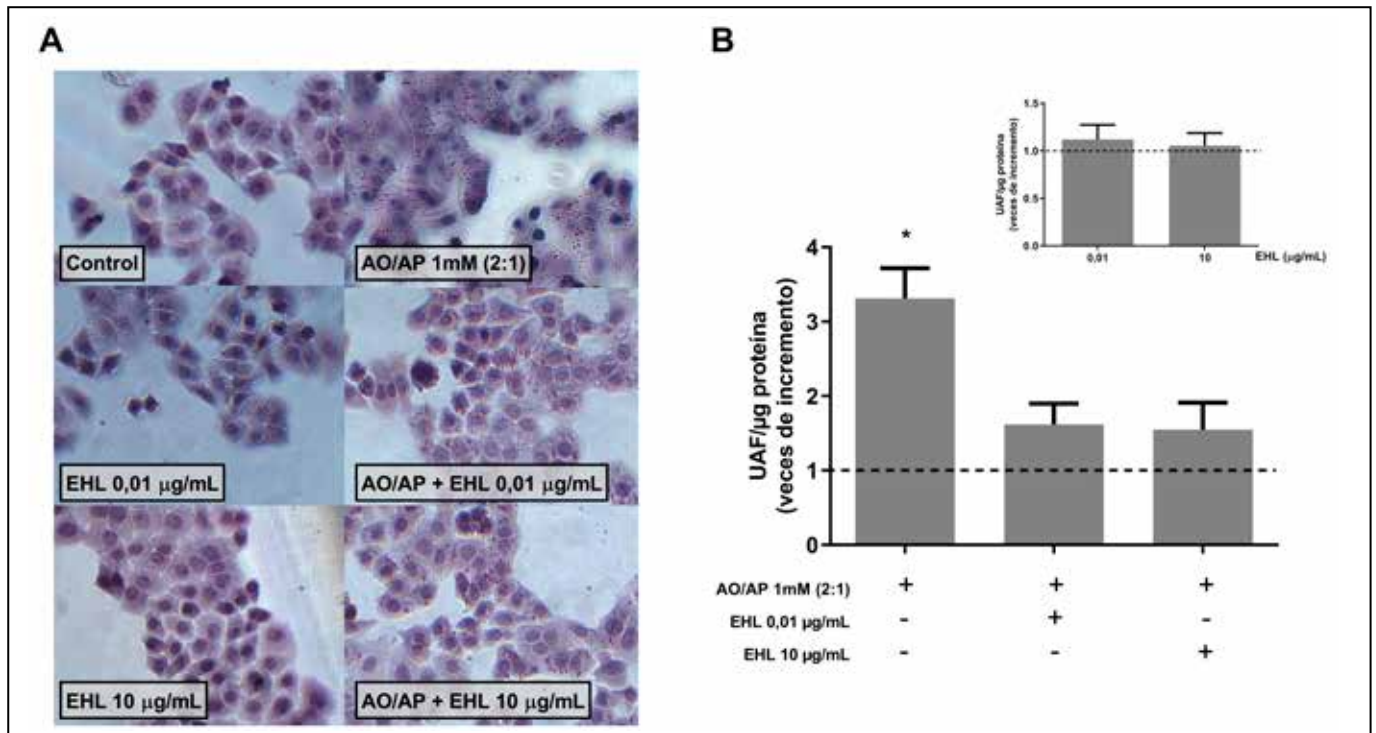 A
Control
AO/AP 1mM (2:1)
EHL 0,01 µg/mL
AO/AP + EHL 0,01 µg/mL
EHL 10 µg/mL
AO/AP + EHL 10 µg/mL
B
UAF/µg proteína
(veces de incremento)
1.5
1.0
0.5
0.0
0,01
10
EHL (µg/mL)
UAF/µg proteína
(veces de incremento)
4
3
2
1
0
*
AO/AP 1mM (2:1) + + +
EHL 0,01 µg/mL - + -
EHL 10 µg/mL - - +